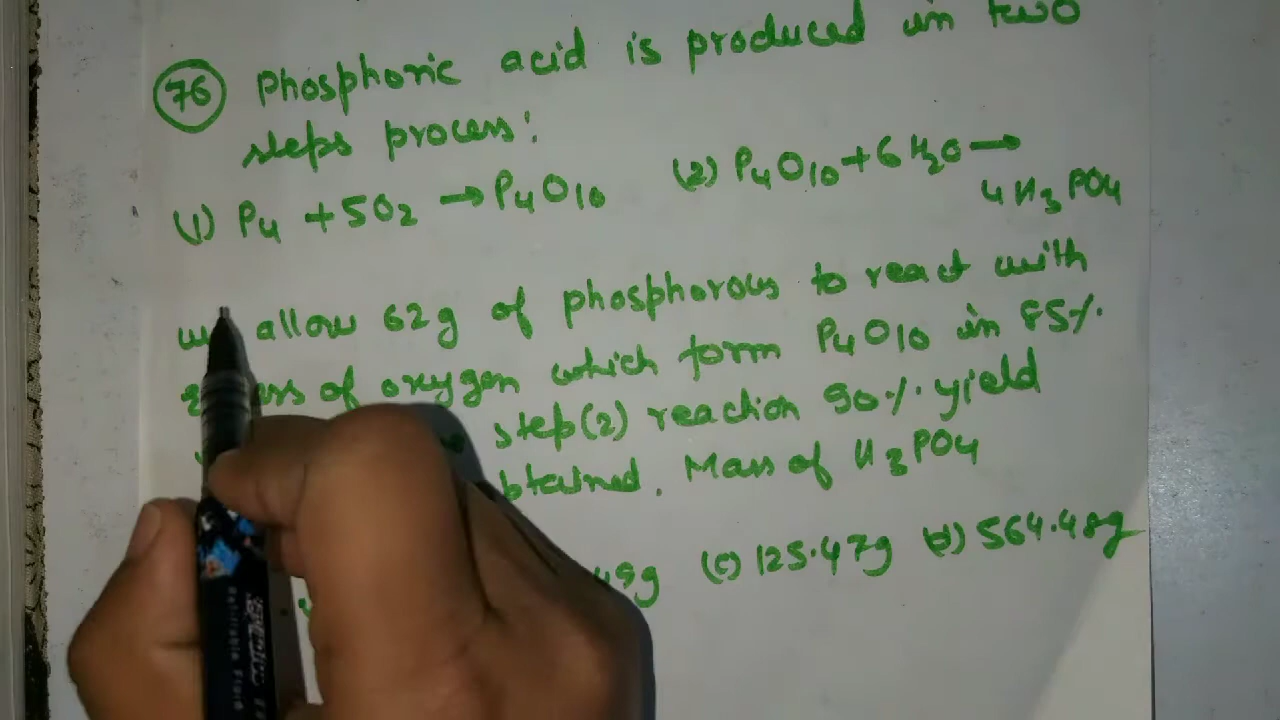 76 Phosphoric acid is produced in two
steps process:
(1) P4 + 5O2 → P4O10 (2) P4O10 + 6H2O →
4H3PO4
allow 62g of phosphorous to react with
of oxygen which form P4O10 in 85%.
step(2) reaction 90%. yield
Mass of H3PO4
(c) 125.47g (d) 564.48g